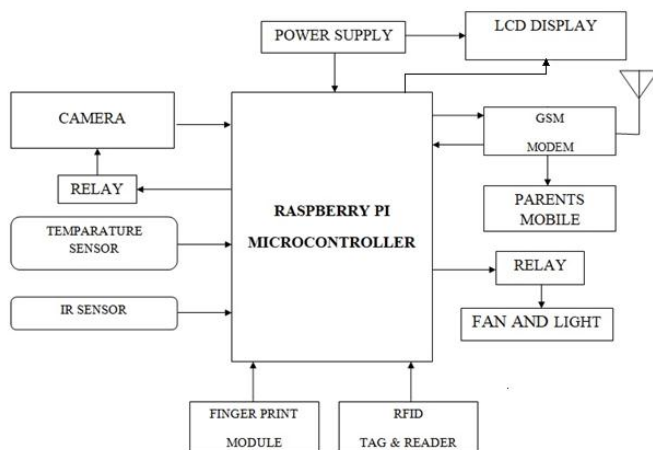 POWER SUPPLY
LCD DISPLAY
CAMERA
GSM
MODEM
RELAY
PARENTS
MOBILE
RASPBERRY PI
MICROCONTROLLER
TEMPARATURE
SENSOR
RELAY
IR SENSOR
FAN AND LIGHT
FINGER PRINT
MODULE
RFID
TAG & READER